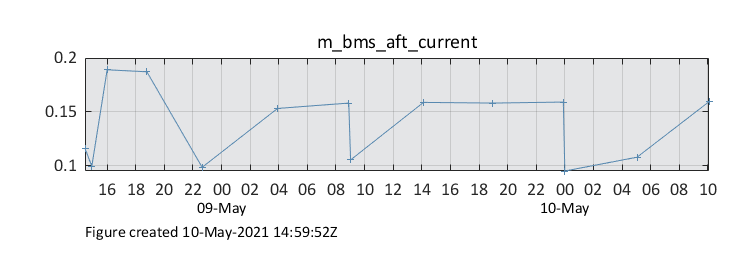 m_bms_aft_current
0.2
0.15
0.1
16 18 20 22 00 02 04 06 08 10 12 14 16 18 20 22 00 02 04 06 08 10
09-May 10-May
Figure created 10-May-2021 14:59:52Z